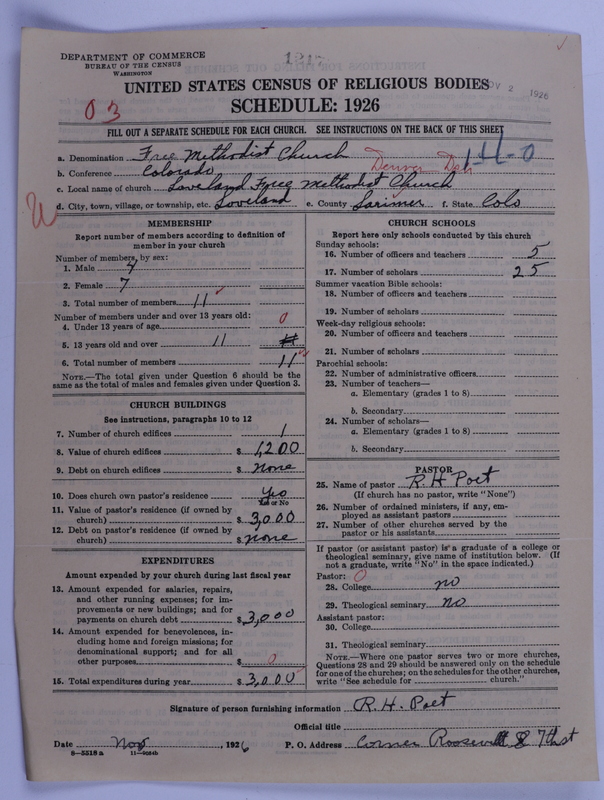 DEPARTMENT OF COMMERCE
BUREAU OF THE CENSUS
WASHINGTON
NOV 2 1926
UNITED STATES CENSUS OF RELIGIOUS BODIES
SCHEDULE: 1926
03
FILL OUT A SEPARATE SCHEDULE FOR EACH CHURCH. SEE INSTRUCTIONS ON THE BACK OF THIS SHEET
a. Denomination Free Methodist Church
b. Conference Colorado Denver
c. Local name of church Loveland Free Methodist Church
d. City, town, village, or township, etc. Loveland e. County Larimer f. State Colo
MEMBERSHIP
Report number of members according to definition of
member in your church
Number of members, by sex:
1. Male 4
2. Female 7
3. Total number of members 11
Number of members under and over 13 years old:
4. Under 13 years of age 0
5. 13 years old and over 11
6. Total number of members 11
NOTE.—The total given under Question 6 should be the
same as the total of males and females given under Question 3.
CHURCH BUILDINGS
See instructions, paragraphs 10 to 12
7. Number of church edifices 1
8. Value of church edifices $ 1,200
9. Debt on church edifices $ none
10. Does church own pastor's residence Yes
Yes or No
11. Value of pastor's residence (if owned by
church) $ 3,000
12. Debt on pastor's residence (if owned by
church) $ none
EXPENDITURES
Amount expended by your church during last fiscal year
13. Amount expended for salaries, repairs,
and other running expenses; for im-
provements or new buildings; and for
payments on church debt $ 3,000
14. Amount expended for benevolences, in-
cluding home and foreign missions; for
denominational support; and for all
other purposes $ 0
15. Total expenditures during year $ 3,000
CHURCH SCHOOLS
Report here only schools conducted by this church
Sunday schools:
16. Number of officers and teachers 5
17. Number of scholars 25
Summer vacation Bible schools:
18. Number of officers and teachers
19. Number of scholars
Week-day religious schools:
20. Number of officers and teachers
21. Number of scholars
Parochial schools:
22. Number of administrative officers
23. Number of teachers—
a. Elementary (grades 1 to 8)
b. Secondary
24. Number of scholars—
a. Elementary (grades 1 to 8)
b. Secondary
PASTOR
25. Name of pastor R. H. Poet
(If church has no pastor, write "None")
26. Number of ordained ministers, if any, em-
ployed as assistant pastors
27. Number of other churches served by the
pastor or his assistants
If pastor (or assistant pastor) is a graduate of a college or
theological seminary, give name of institution below. (If
not a graduate, write "No" in the space indicated.)
Pastor: 0
28. College no
29. Theological seminary no
Assistant pastor:
30. College
31. Theological seminary
NOTE.—Where one pastor serves two or more churches,
Questions 28 and 29 should be answered only on the schedule
for one of the churches; on the schedules for the other churches,
write "See schedule for church."
Signature of person furnishing information R. H. Poet
Official title
Date Nov , 1926 P. O. Address Corner Roosevelt & 7th st
8—5518 a